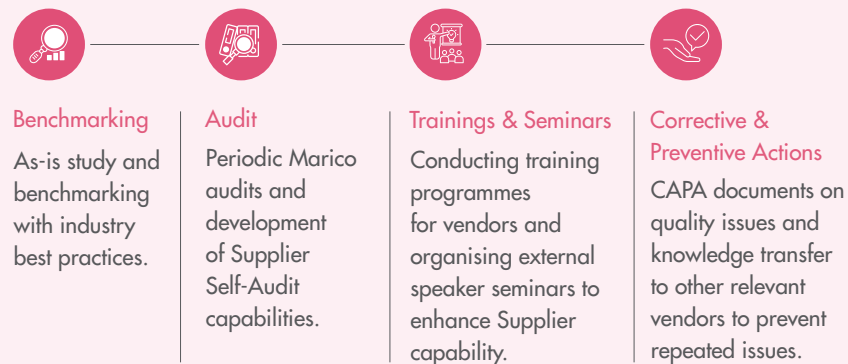 Benchmarking
As-is study and
benchmarking
with industry
best practices.
Audit
Periodic Marico
audits and
development
of Supplier
Self-Audit
capabilities.
Trainings & Seminars
Conducting training
programmes
for vendors and
organising external
speaker seminars to
enhance Supplier
capability.
Corrective &
Preventive Actions
CAPA documents on
quality issues and
knowledge transfer
to other relevant
vendors to prevent
repeated issues.